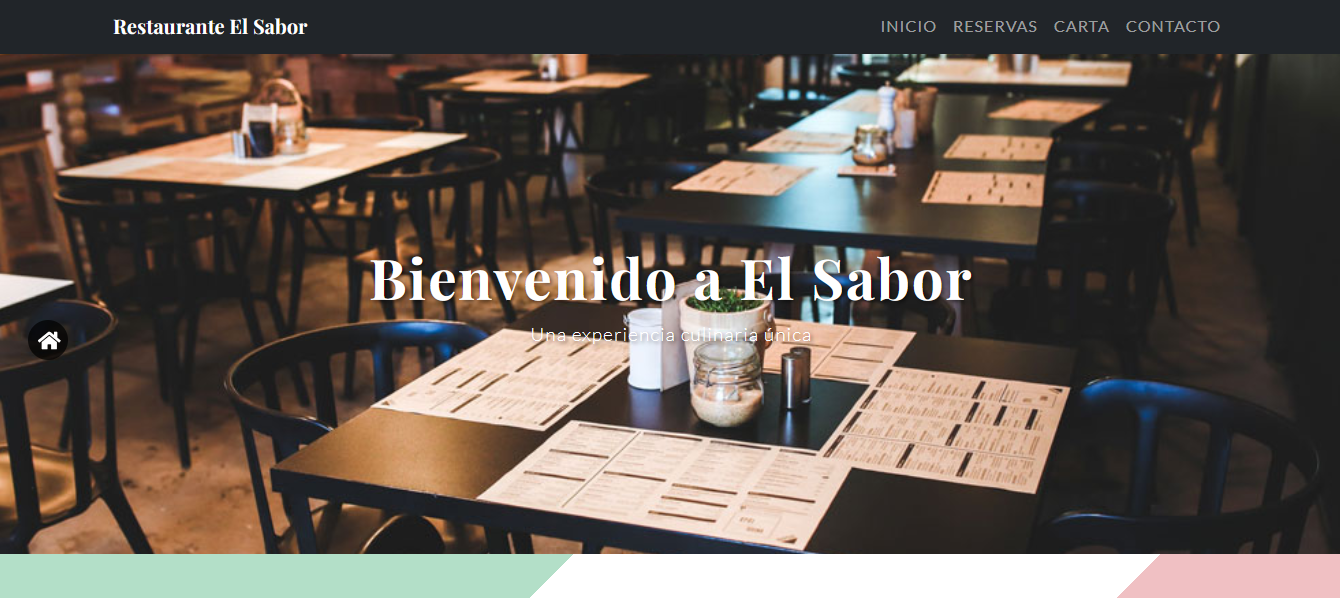 Restaurante El Sabor
INICIO RESERVAS CARTA CONTACTO
Bienvenido a El Sabor
Una experiencia culinaria única